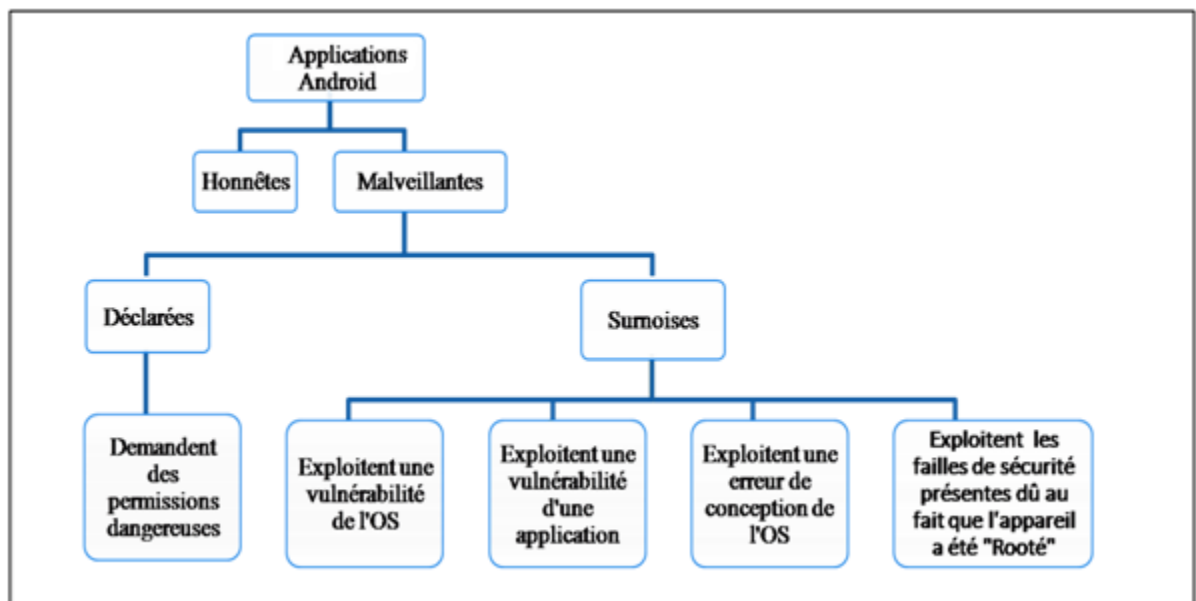 Applications
Android
Honnêtes
Malveillantes
Déclarées
Surnoises
Demandent
des
permissions
dangereuses
Exploitent une
vulnérabilité
de l'OS
Exploitent une
vulnérabilité
d'une
application
Exploitent une
erreur de
conception de
l'OS
Exploitent les
failles de sécurité
présentes dû au
fait que l'appareil
a été "Rooté"